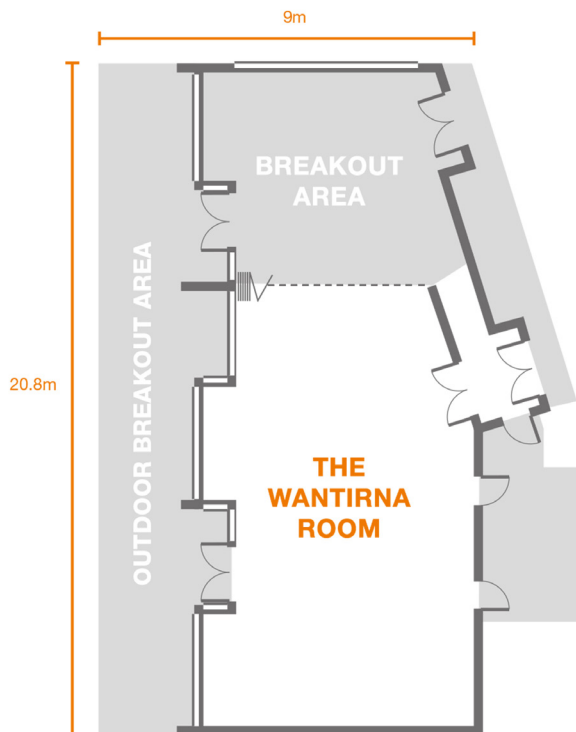 9m
BREAKOUT
AREA
20.8m
OUTDOOR BREAKOUT AREA
THE
WANTIRNA
ROOM